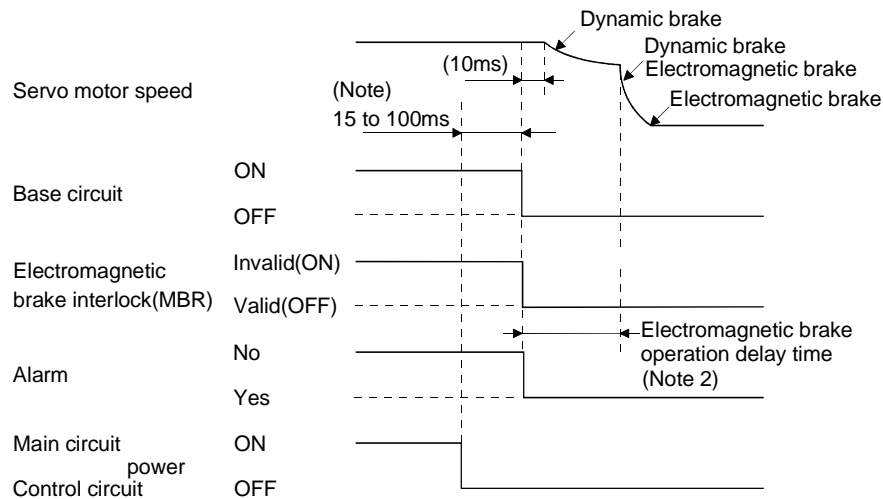 Dynamic brake
Dynamic brake
Electromagnetic brake
Electromagnetic brake
(10ms)
Servo motor speed
(Note)
15 to 100ms
Base circuit
ON
OFF
Electromagnetic
brake interlock(MBR)
Invalid(ON)
Valid(OFF)
Electromagnetic brake
operation delay time
(Note 2)
Alarm
No
Yes
Main circuit
power
Control circuit
ON
OFF